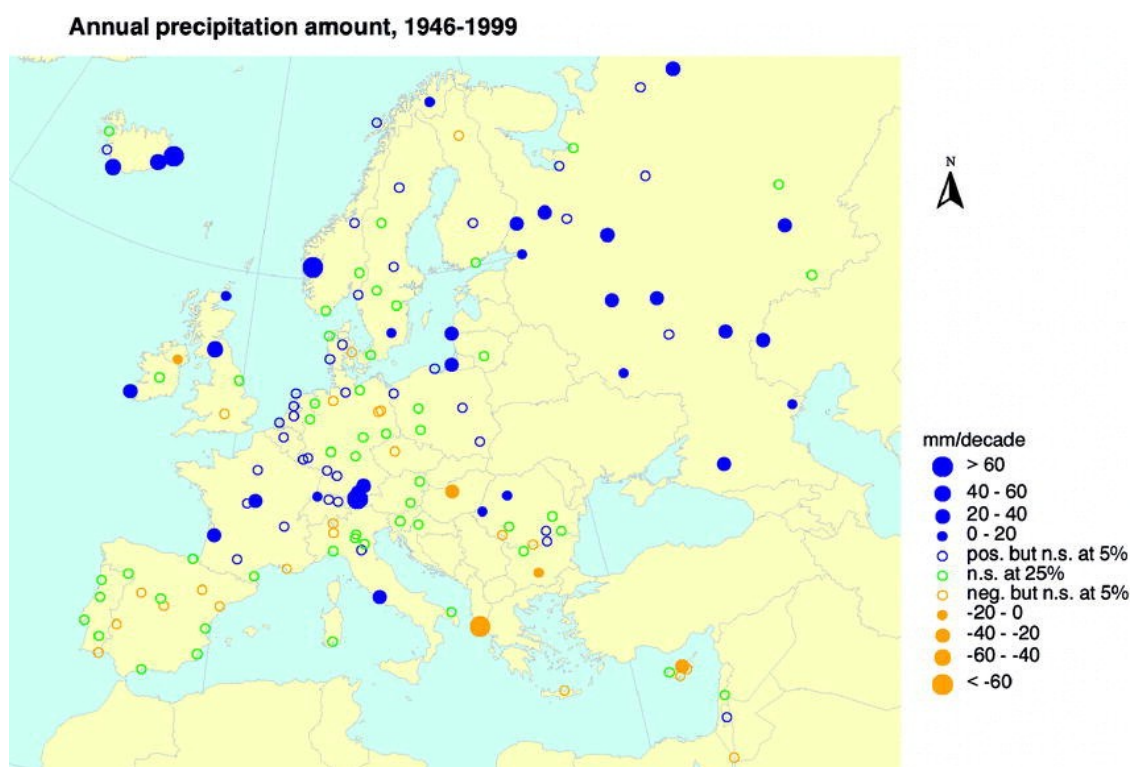 Annual precipitation amount, 1946-1999
N
mm/decade
> 60
40 - 60
20 - 40
0 - 20
pos. but n.s. at 5%
n.s. at 25%
neg. but n.s. at 5%
-20 - 0
-40 - -20
-60 - -40
< -60